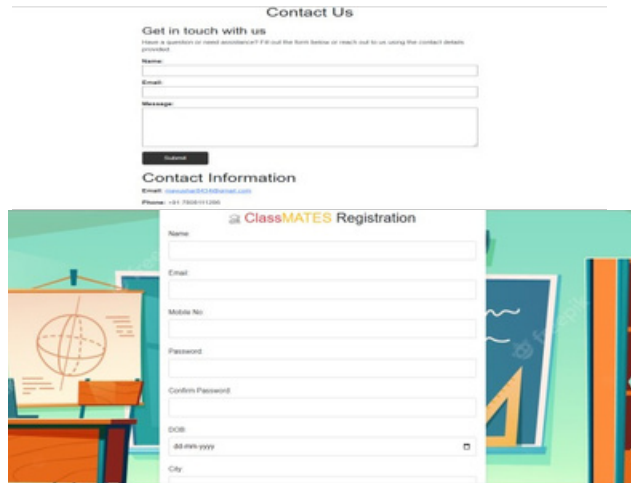 Contact Us
Get in touch with us
Have a question or need assistance? Fill out the form below or reach out to us using the contact details
provided.
Name:
Email:
Message:
Submit
Contact Information
Email:
Phone: +91
ClassMATES Registration
Name
Email
Mobile No
Password
Confirm Password
DOB:
dd-mm-yyyy
City:
freepik